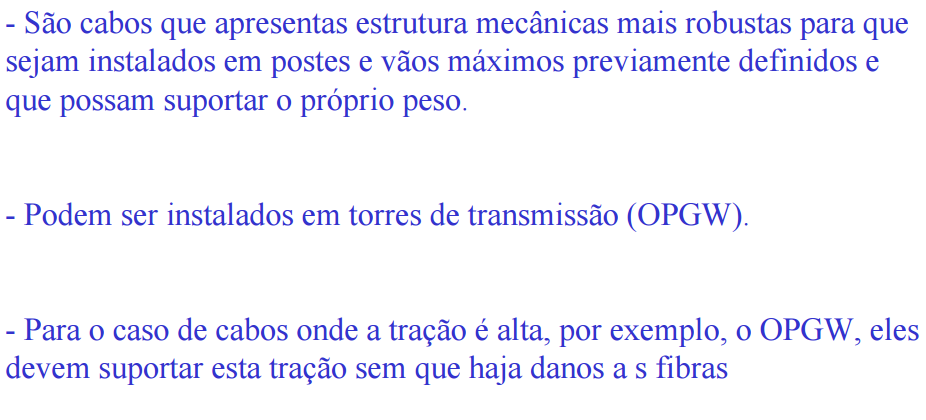 - São cabos que apresentas estrutura mecânicas mais robustas para que
sejam instalados em postes e vãos máximos previamente definidos e
que possam suportar o próprio peso.
- Podem ser instalados em torres de transmissão (OPGW).
- Para o caso de cabos onde a tração é alta, por exemplo, o OPGW, eles
devem suportar esta tração sem que haja danos a s fibras